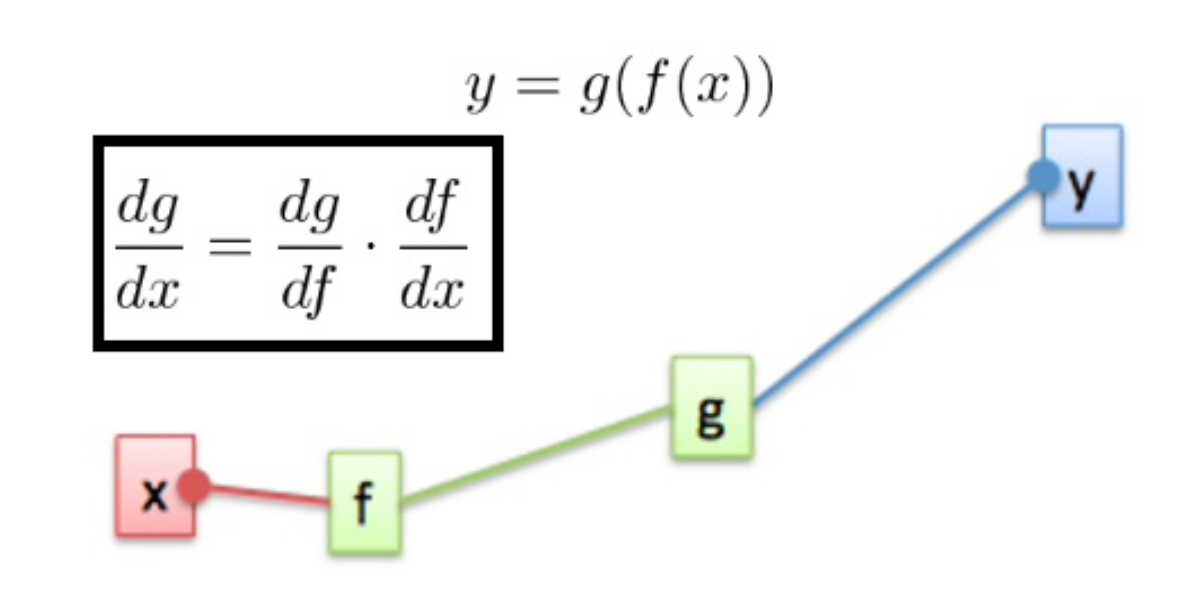 y = g(f(x))
dg/dx = dg/df · df/dx
y
g
x
f